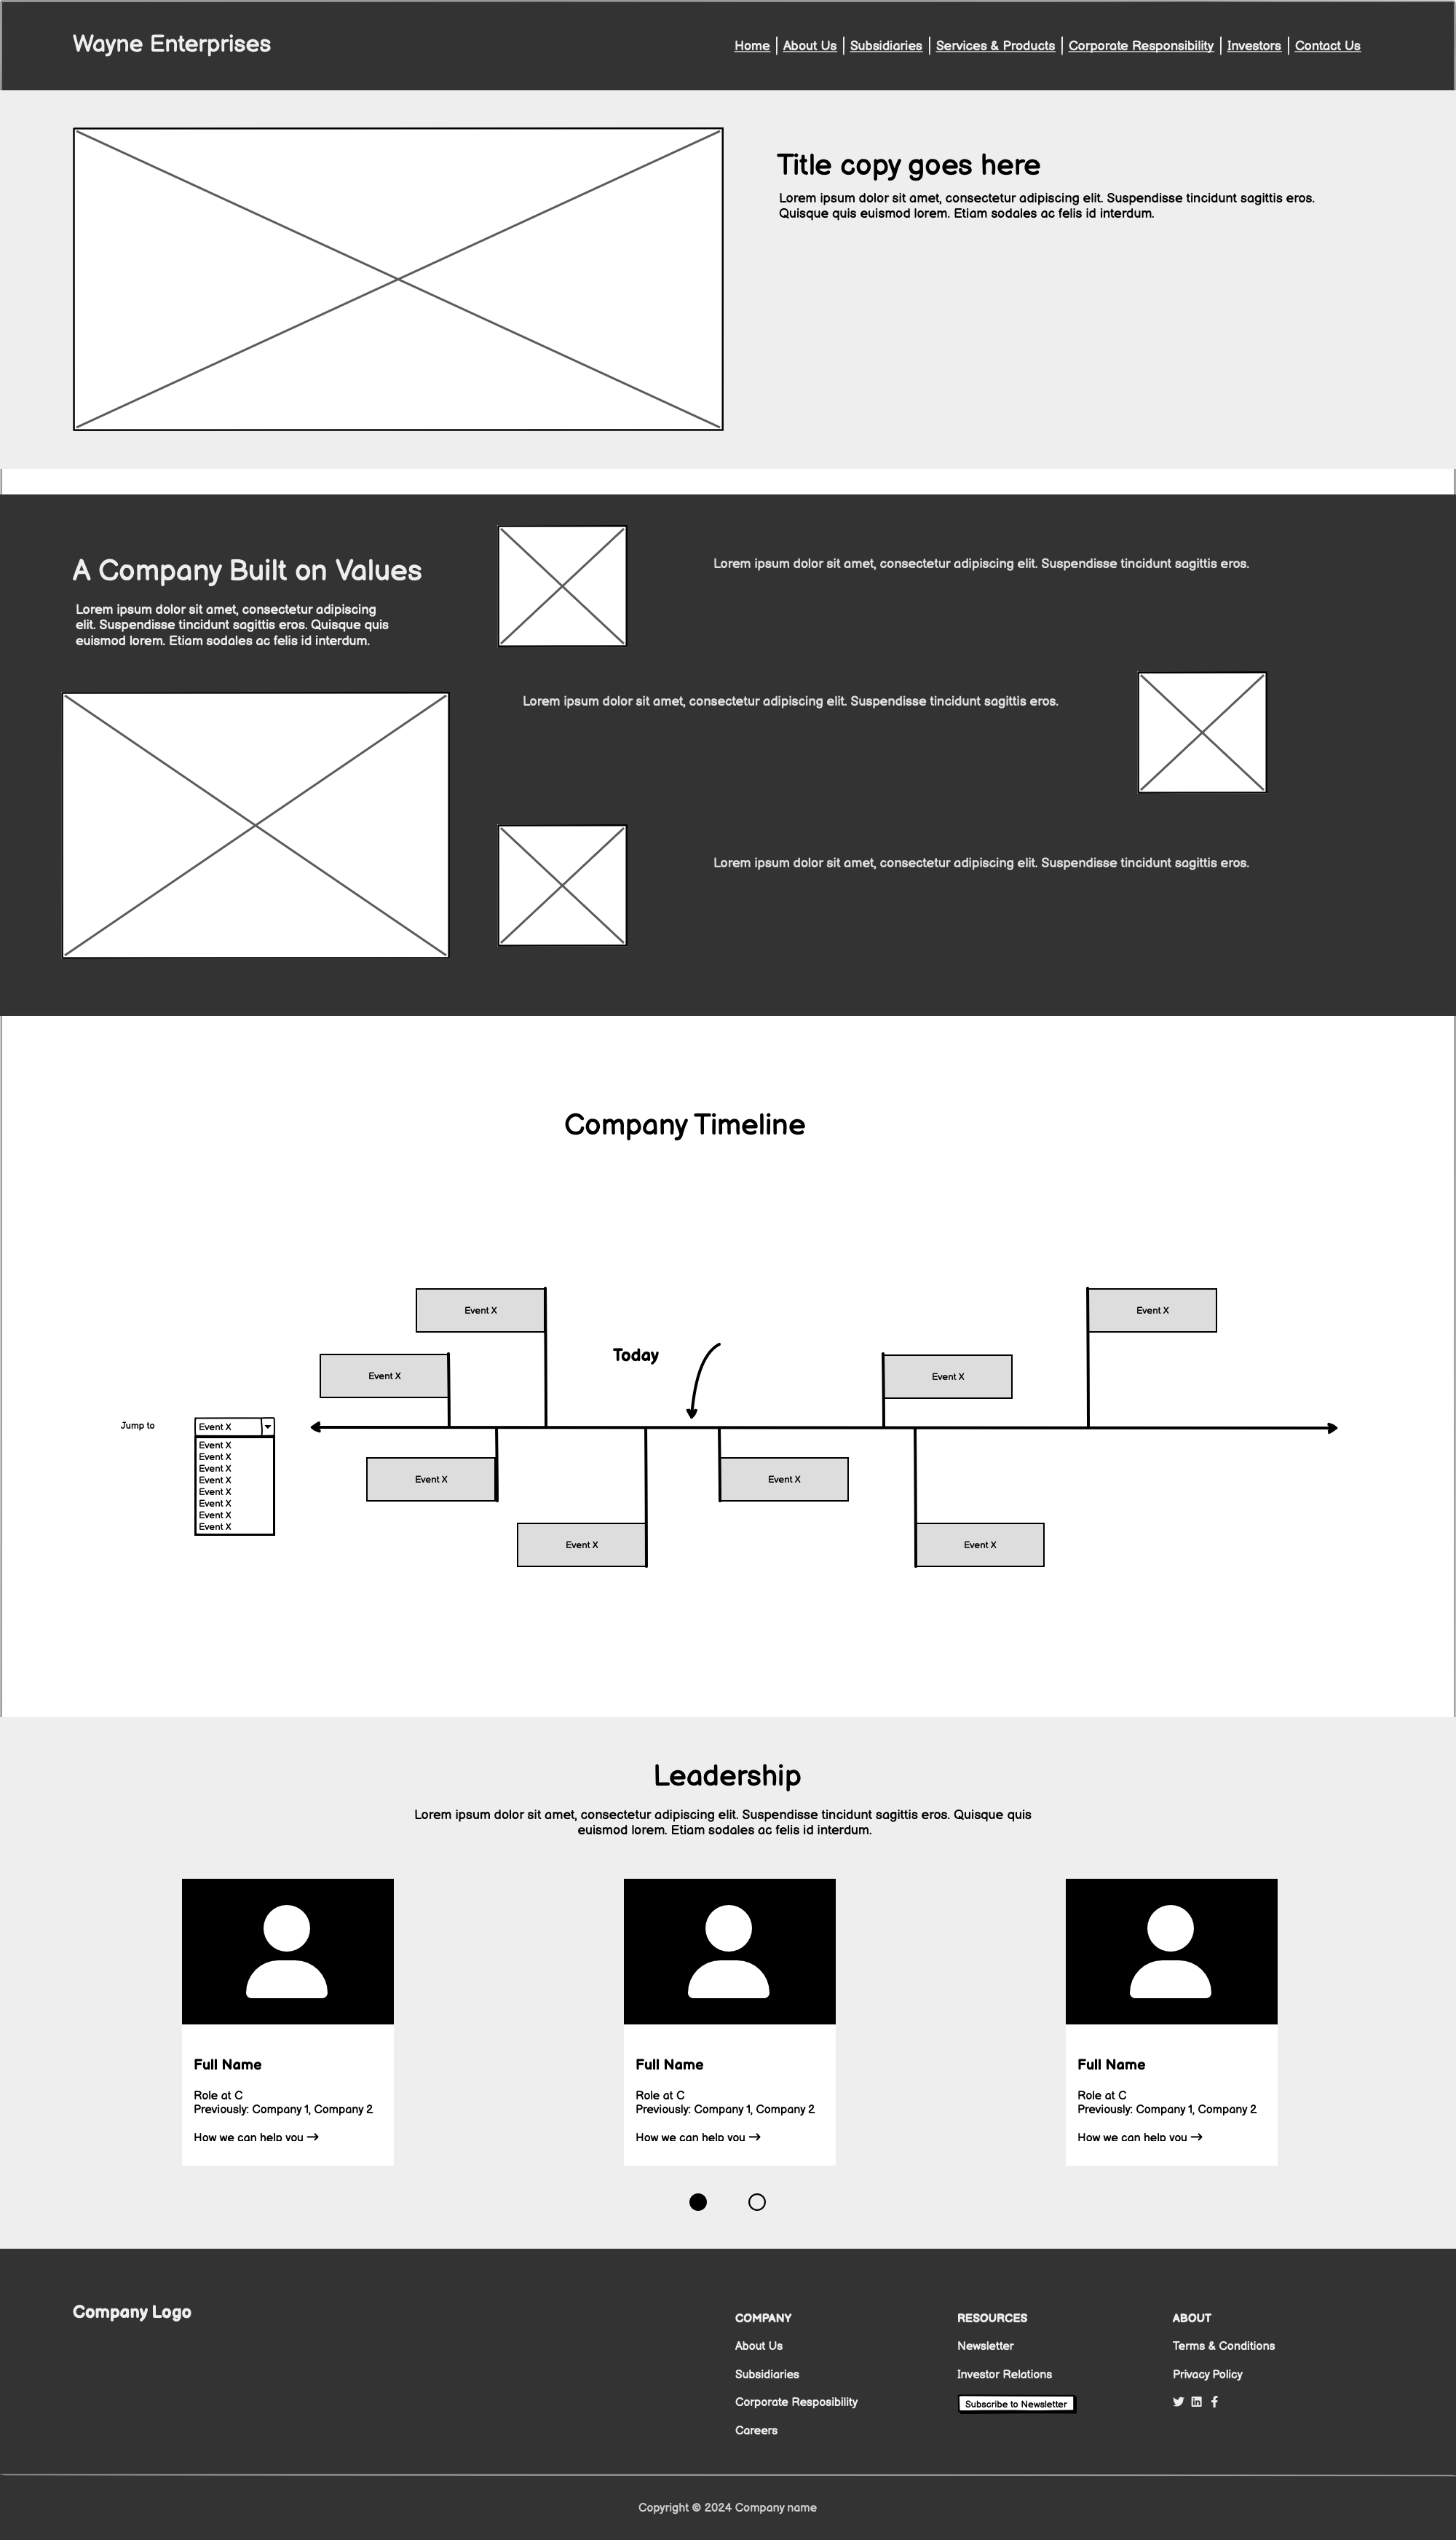 Wayne Enterprises
Home | About Us | Subsidiaries | Services & Products | Corporate Responsibility | Investors | Contact Us
Title copy goes here
Lorem ipsum dolor sit amet, consectetur adipiscing elit. Suspendisse tincidunt sagittis eros.
Quisque quis euismod lorem. Etiam sodales ac felis id interdum.
A Company Built on Values
Lorem ipsum dolor sit amet, consectetur adipiscing
elit. Suspendisse tincidunt sagittis eros. Quisque quis
euismod lorem. Etiam sodales ac felis id interdum.
Lorem ipsum dolor sit amet, consectetur adipiscing elit. Suspendisse tincidunt sagittis eros.
Lorem ipsum dolor sit amet, consectetur adipiscing elit. Suspendisse tincidunt sagittis eros.
Lorem ipsum dolor sit amet, consectetur adipiscing elit. Suspendisse tincidunt sagittis eros.
Company Timeline
Event X
Event X
Today
Event X
Event X
Jump to
Event X
Event X
Event X
Event X
Event X
Event X
Event X
Event X
Event X
Event X
Event X
Event X
Event X
Leadership
Lorem ipsum dolor sit amet, consectetur adipiscing elit. Suspendisse tincidunt sagittis eros. Quisque quis
euismod lorem. Etiam sodales ac felis id interdum.
Full Name
Role at C
Previously: Company 1, Company 2
How we can help you →
Full Name
Role at C
Previously: Company 1, Company 2
How we can help you →
Full Name
Role at C
Previously: Company 1, Company 2
How we can help you →
Company Logo
COMPANY
About Us
Subsidiaries
Corporate Resposibility
Careers
RESOURCES
Newsletter
Investor Relations
Subscribe to Newsletter
ABOUT
Terms & Conditions
Privacy Policy
Copyright © 2024 Company name